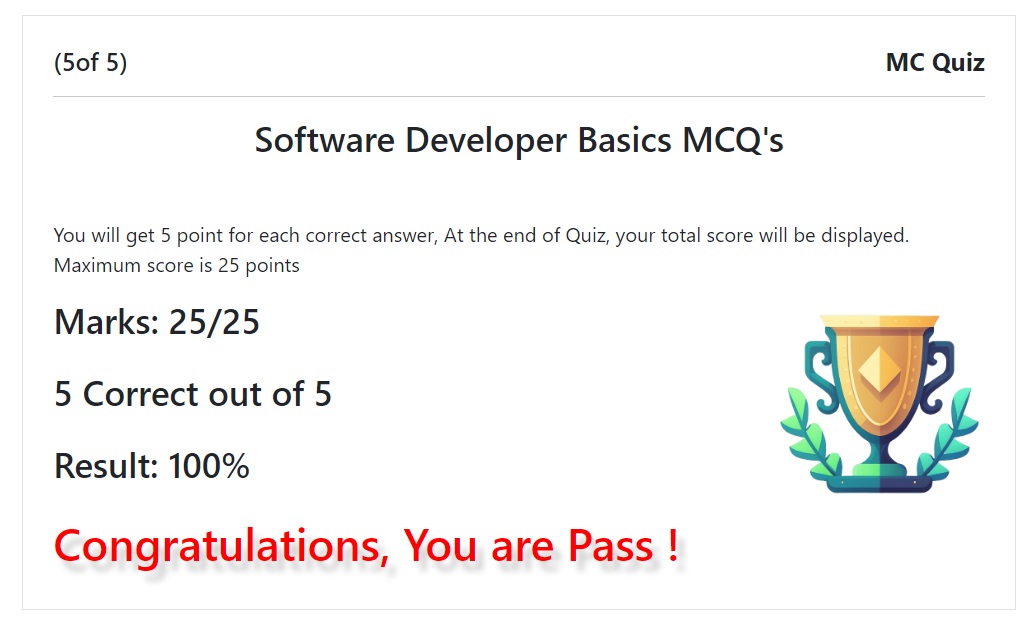 (5of 5)
MC Quiz
Software Developer Basics MCQ's
You will get 5 point for each correct answer, At the end of Quiz, your total score will be displayed.
Maximum score is 25 points
Marks: 25/25
5 Correct out of 5
Result: 100%
Congratulations, You are Pass !